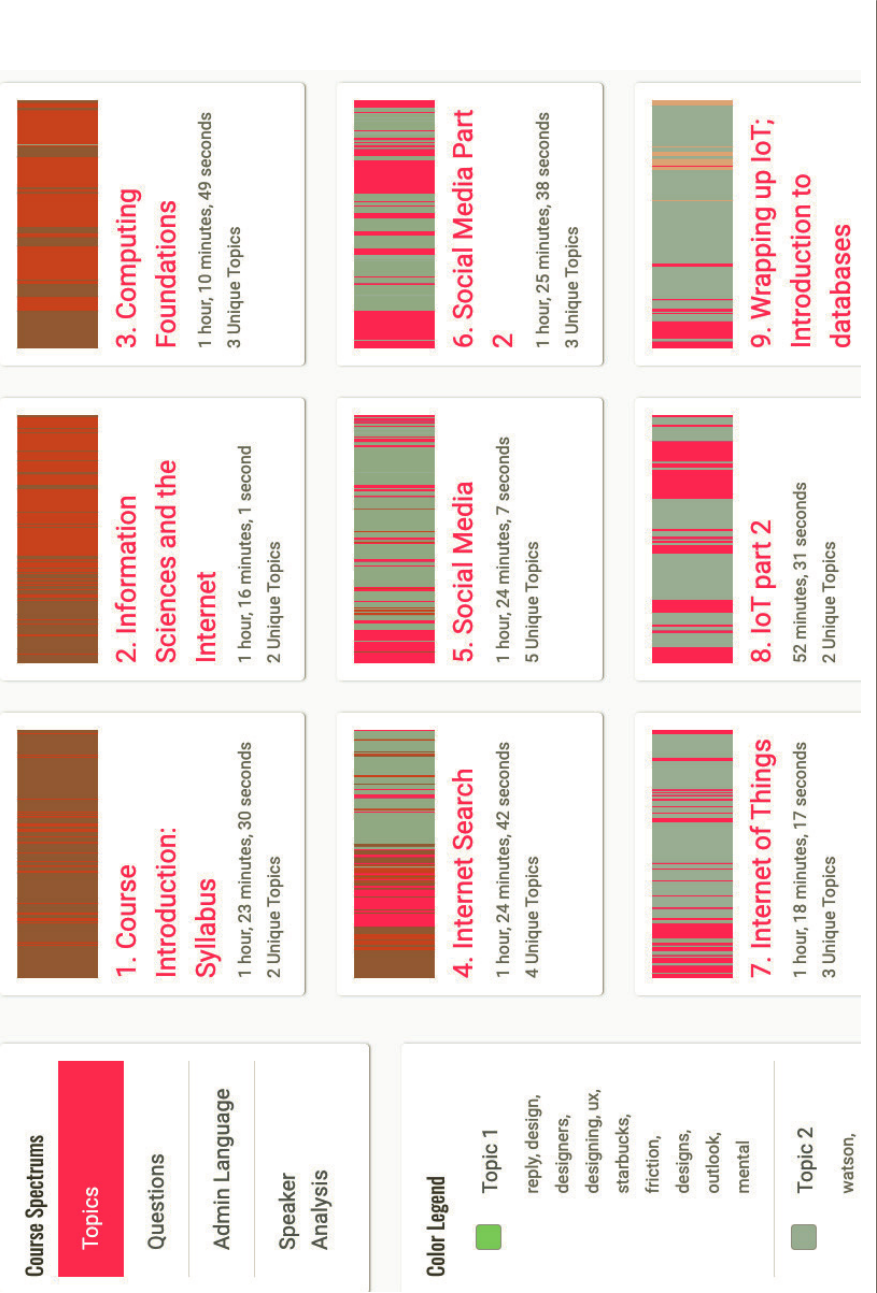 Course Spectrums
Topics
Questions
Admin Language
Speaker
Analysis
Color Legend
Topic 1
reply, design,
designers,
designing, ux,
starbucks,
friction,
designs,
outlook,
mental
Topic 2
watson,
1. Course
Introduction:
Syllabus
1 hour, 23 minutes, 30 seconds
2 Unique Topics
2. Information
Sciences and the
Internet
1 hour, 16 minutes, 1 second
2 Unique Topics
3. Computing
Foundations
1 hour, 10 minutes, 49 seconds
3 Unique Topics
4. Internet Search
1 hour, 24 minutes, 42 seconds
4 Unique Topics
5. Social Media
1 hour, 24 minutes, 7 seconds
5 Unique Topics
6. Social Media Part
2
1 hour, 25 minutes, 38 seconds
3 Unique Topics
7. Internet of Things
1 hour, 18 minutes, 17 seconds
3 Unique Topics
8. IoT part 2
52 minutes, 31 seconds
2 Unique Topics
9. Wrapping up IoT;
Introduction to
databases